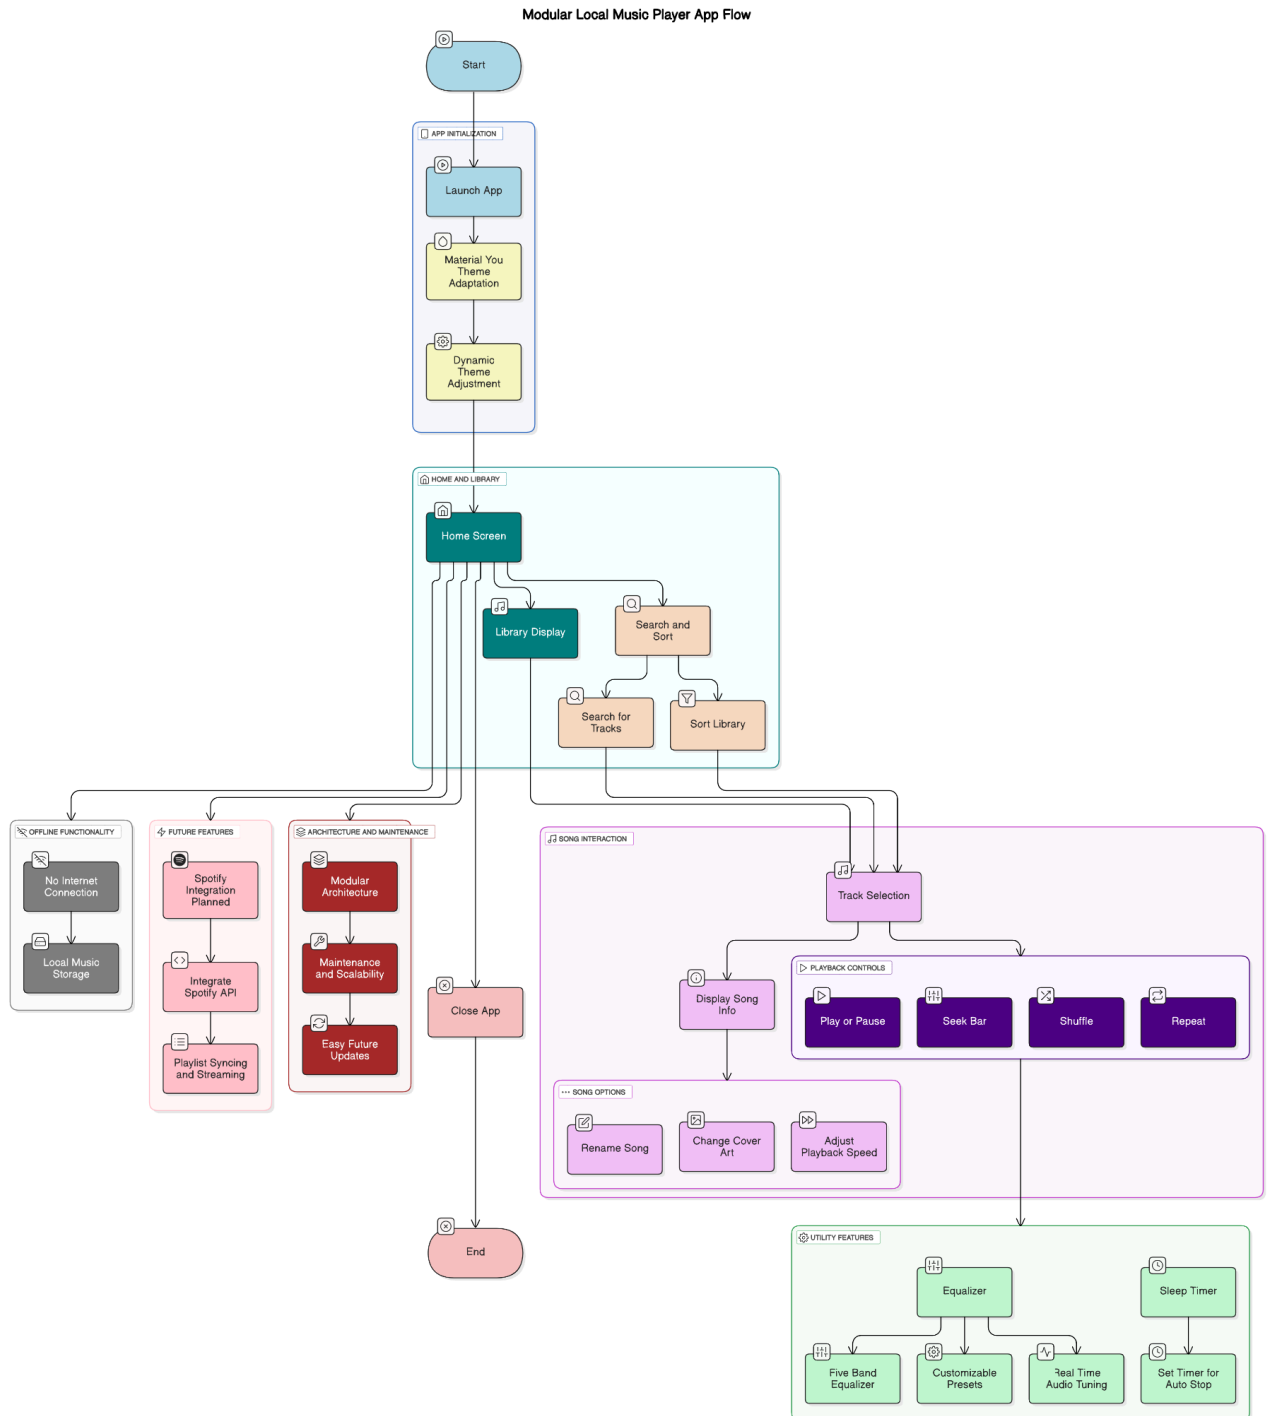 Modular Local Music Player App Flow
Start
APP INITIALIZATION
Launch App
Material You
Theme
Adaptation
Dynamic
Theme
Adjustment
HOME AND LIBRARY
Home Screen
Library Display
Search and
Sort
Search for
Tracks
Sort Library
OFFLINE FUNCTIONALITY
No Internet
Connection
Local Music
Storage
FUTURE FEATURES
Spotify
Integration
Planned
Integrate
Spotify API
Playlist Syncing
and Streaming
ARCHITECTURE AND MAINTENANCE
Modular
Architecture
Maintenance
and Scalability
Easy Future
Updates
Close App
End
SONG INTERACTION
Track Selection
Display Song
Info
PLAYBACK CONTROLS
Play or Pause
Seek Bar
Shuffle
Repeat
SONG OPTIONS
Rename Song
Change Cover
Art
Adjust
Playback Speed
UTILITY FEATURES
Equalizer
Sleep Timer
Five Band
Equalizer
Customizable
Presets
Real Time
Audio Tuning
Set Timer for
Auto Stop